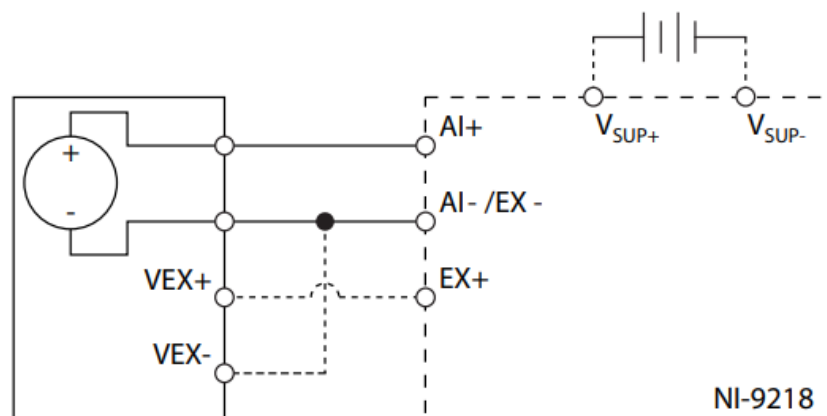 V_SUP+
V_SUP-
AI+
+
-
AI- /EX -
VEX+
EX+
VEX-
NI-9218